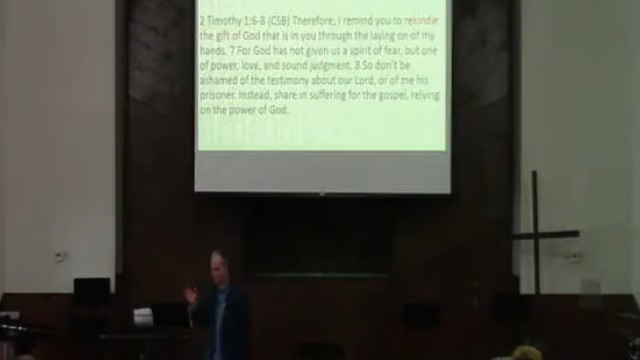 2 Timothy 1:6-8 (CSB) Therefore, I remind you to rekindle
the gift of God that is in you through the laying on of my
hands. 7 For God has not given us a spirit of fear, but one
of power, love, and sound judgment. 8 So don't be
ashamed of the testimony about our Lord, or of me his
prisoner. Instead, share in suffering for the gospel, relying
on the power of God.